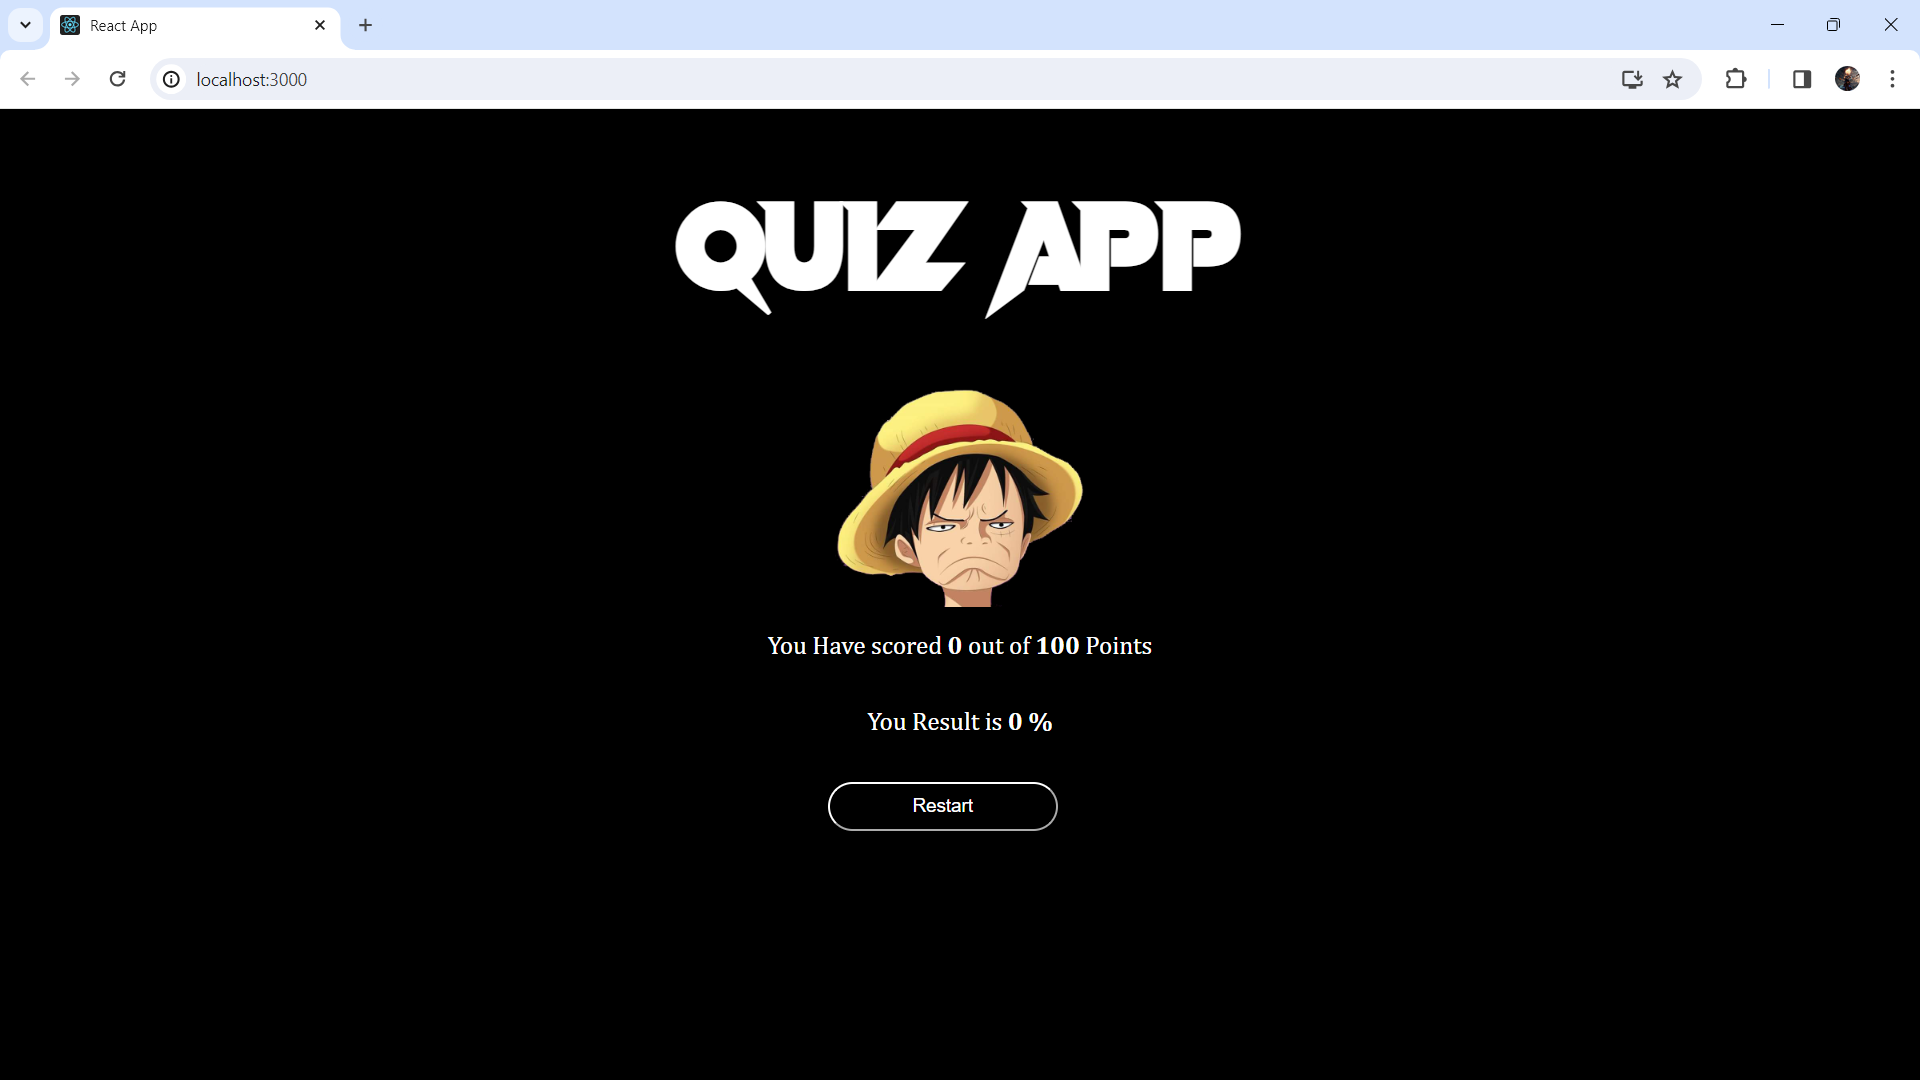 React App
localhost:3000
QUIZ APP
You Have scored 0 out of 100 Points
You Result is 0 %
Restart